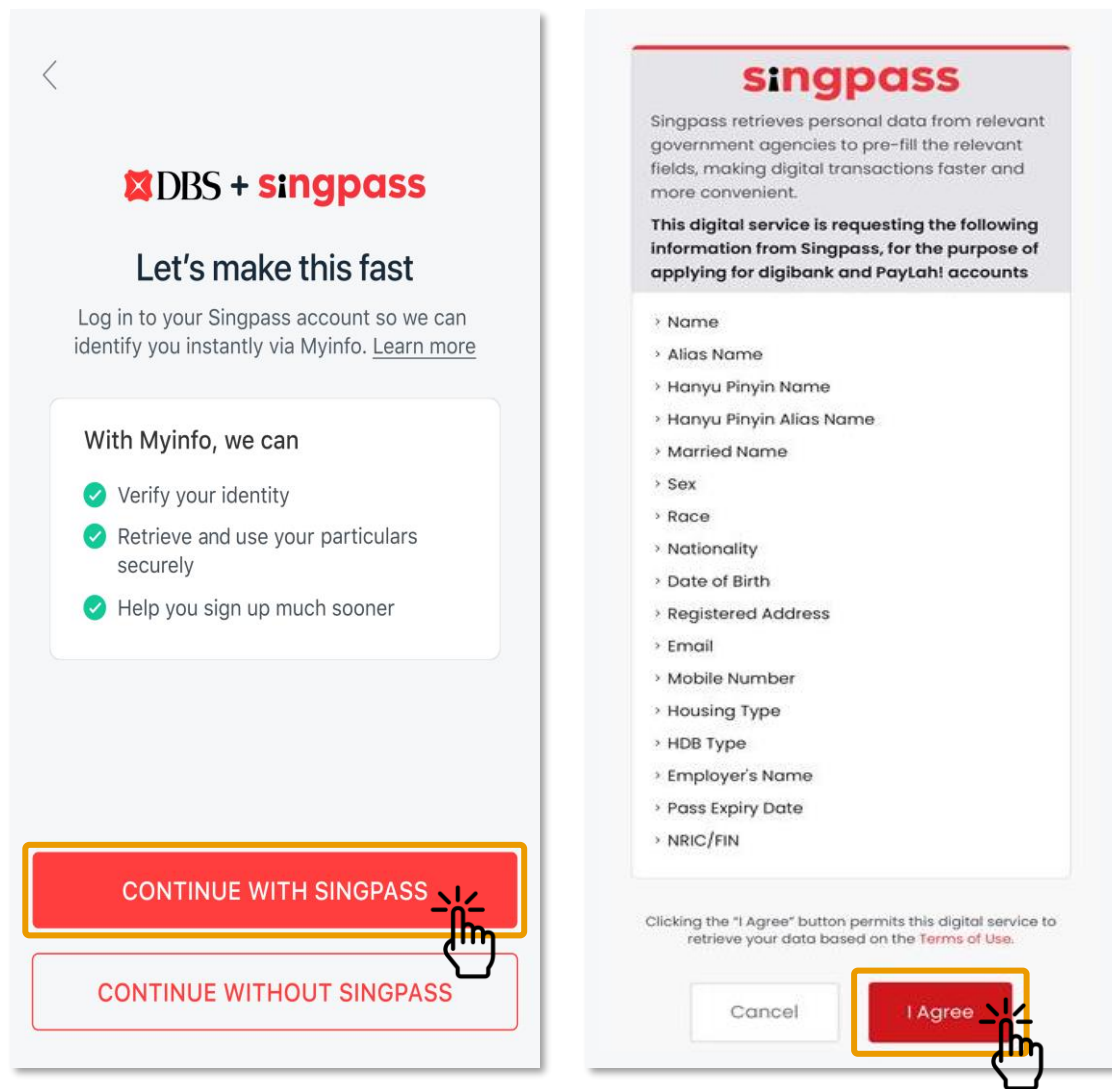 DBS + singpass
Let's make this fast
Log in to your Singpass account so we can
identify you instantly via Myinfo. Learn more
With Myinfo, we can
Verify your identity
Retrieve and use your particulars
securely
Help you sign up much sooner
CONTINUE WITH SINGPASS
CONTINUE WITHOUT SINGPASS
singpass
Singpass retrieves personal data from relevant
government agencies to pre-fill the relevant
fields, making digital transactions faster and
more convenient.
This digital service is requesting the following
information from Singpass, for the purpose of
applying for digibank and PayLah! accounts
Name
Alias Name
Hanyu Pinyin Name
Hanyu Pinyin Alias Name
Married Name
Sex
Race
Nationality
Date of Birth
Registered Address
Email
Mobile Number
Housing Type
HDB Type
Employer's Name
Pass Expiry Date
NRIC/FIN
Clicking the "I Agree" button permits this digital service to
retrieve your data based on the Terms of Use.
Cancel
I Agree